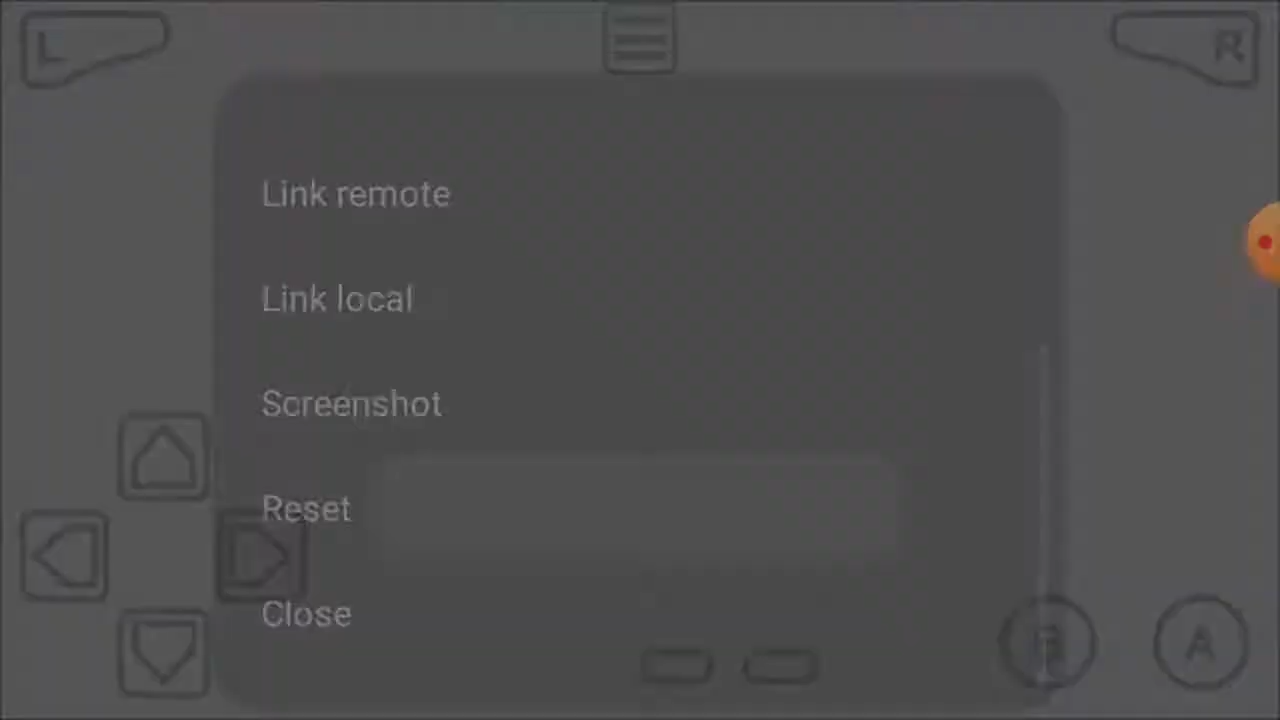 L
R
Link remote
Link local
Screenshot
Reset
Close
B
A